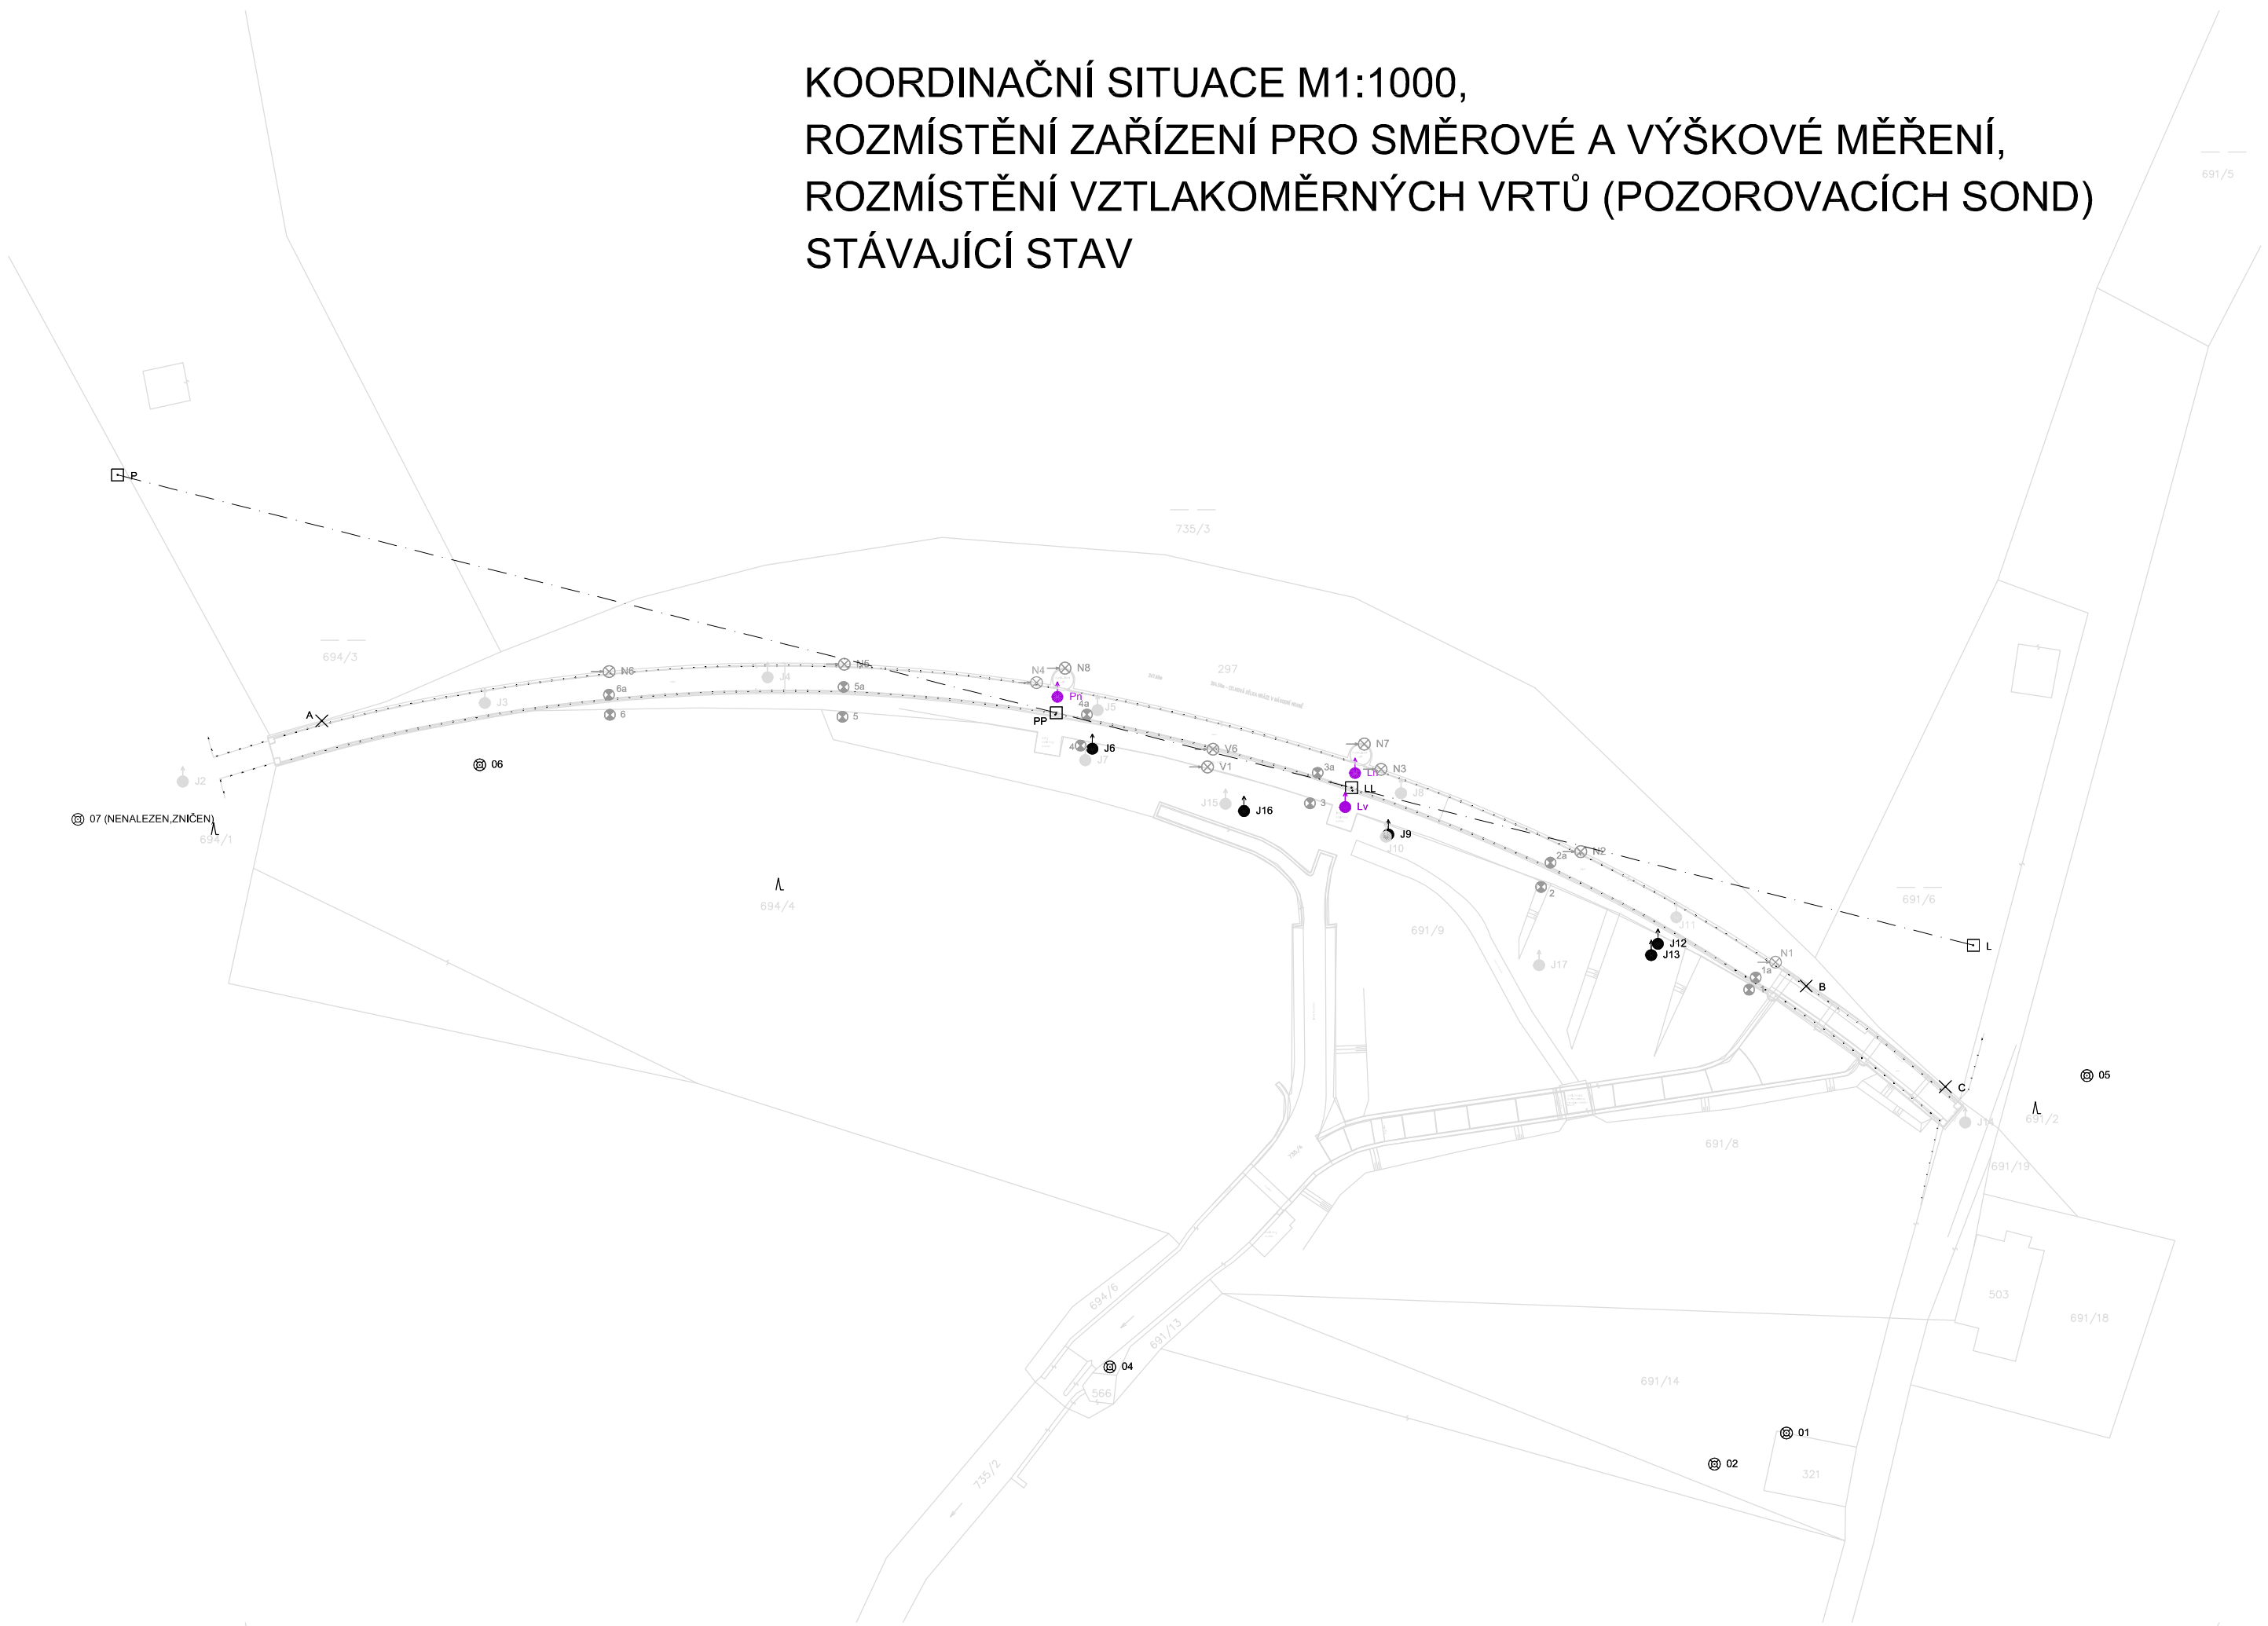 KOORDINAČNÍ SITUACE M1:1000,
ROZMÍSTĚNÍ ZAŘÍZENÍ PRO SMĚROVÉ A VÝŠKOVÉ MĚŘENÍ,
ROZMÍSTĚNÍ VZTLAKOMĚRNÝCH VRTŮ (POZOROVACÍCH SOND)
STÁVAJÍCÍ STAV
691/5
P
735/3
694/3
297
N6
N5
N4
N8
J4
6a
5a
Pn
J3
4a
J5
A
6
5
PP
4
J6
J7
V6
N7
V1
3a
Ln
N3
J2
06
LL
J8
J15
J16
3
Lv
07 (NENALEZEN,ZNIČEN)
694/1
J9
J10
N2
2a
2
694/4
691/6
691/9
J11
J12
J13
L
J17
N1
1a
B
05
C
J14
691/2
691/8
691/19
694/6
503
691/18
691/13
04
566
691/14
01
02
321
735/2